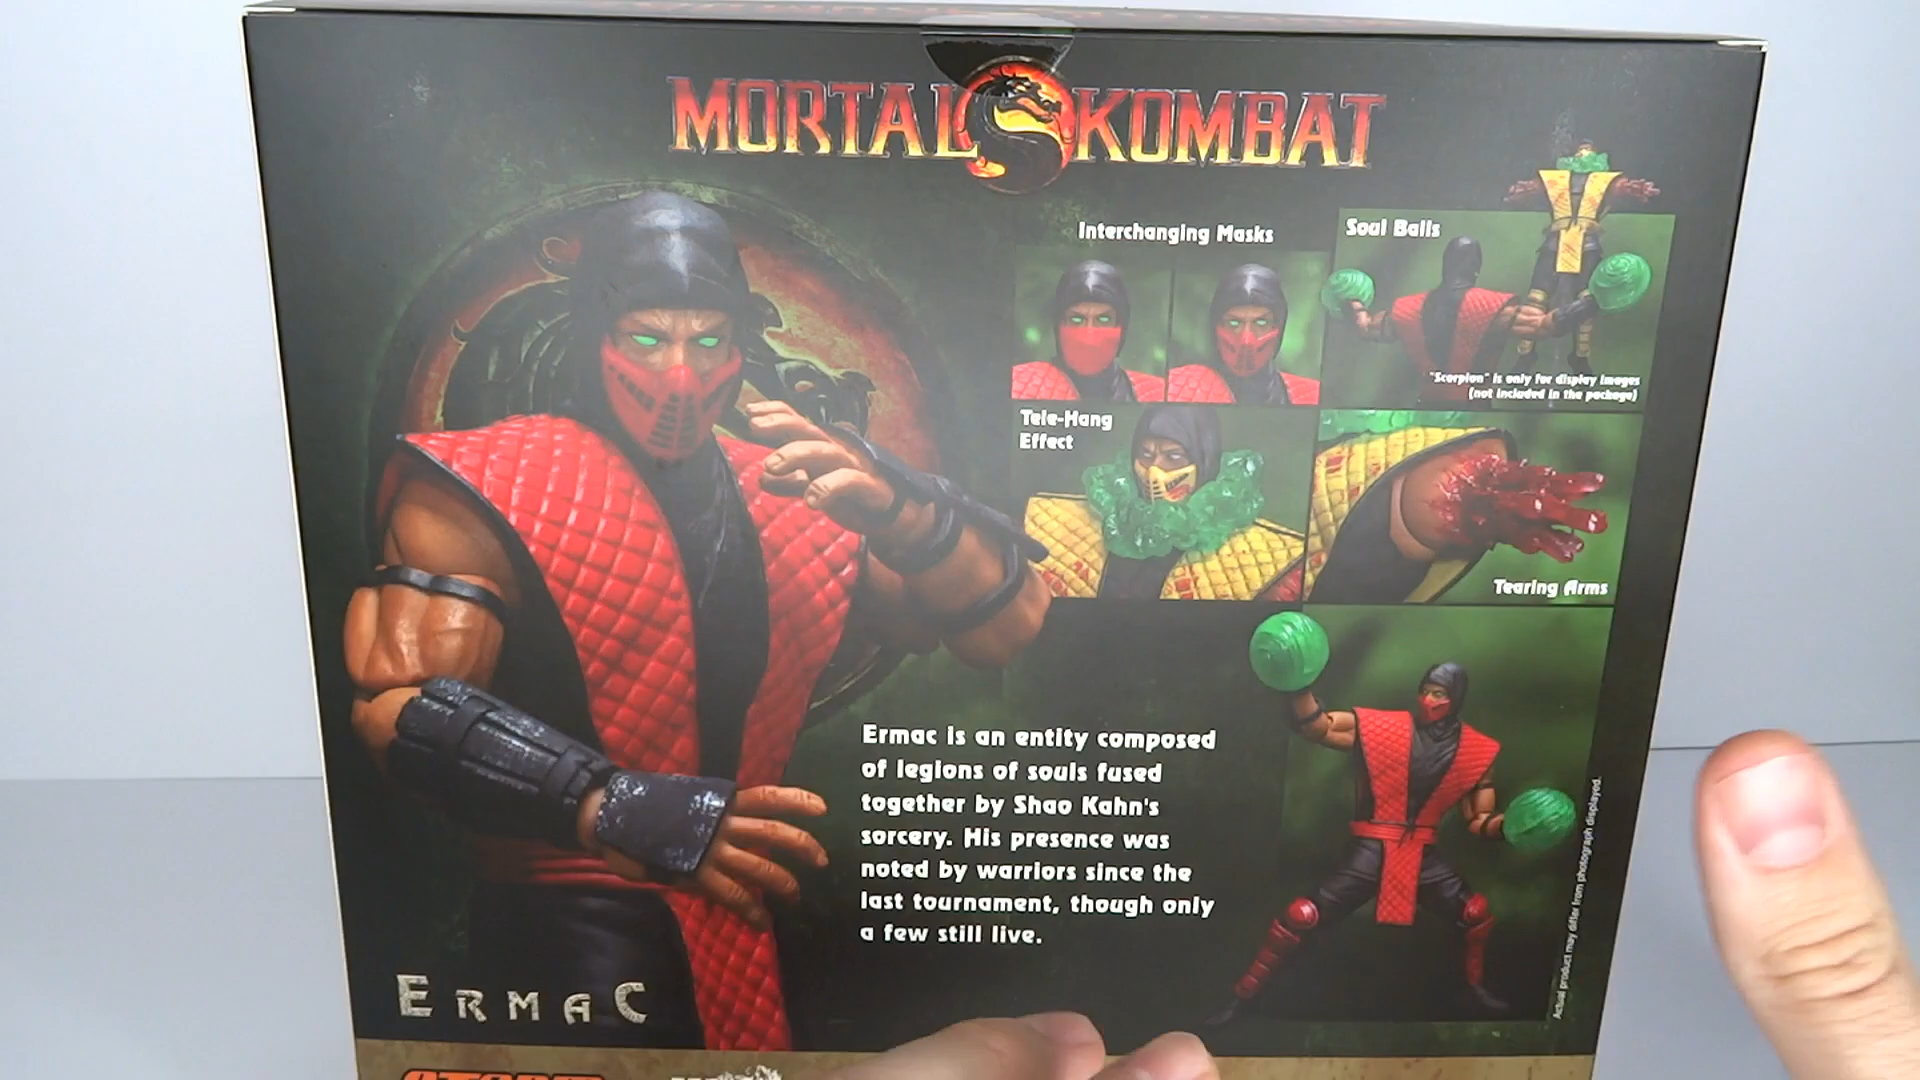 MORTAL KOMBAT
Interchanging Masks
Soul Balls
"Scorpion" is only for display images
(not included in the package)
Tele-Hang
Effect
Tearing Arms
Ermac is an entity composed
of legions of souls fused
together by Shao Kahn's
sorcery. His presence was
noted by warriors since the
last tournament, though only
a few still live.
Actual product may differ from photograph displayed.
ERMAC